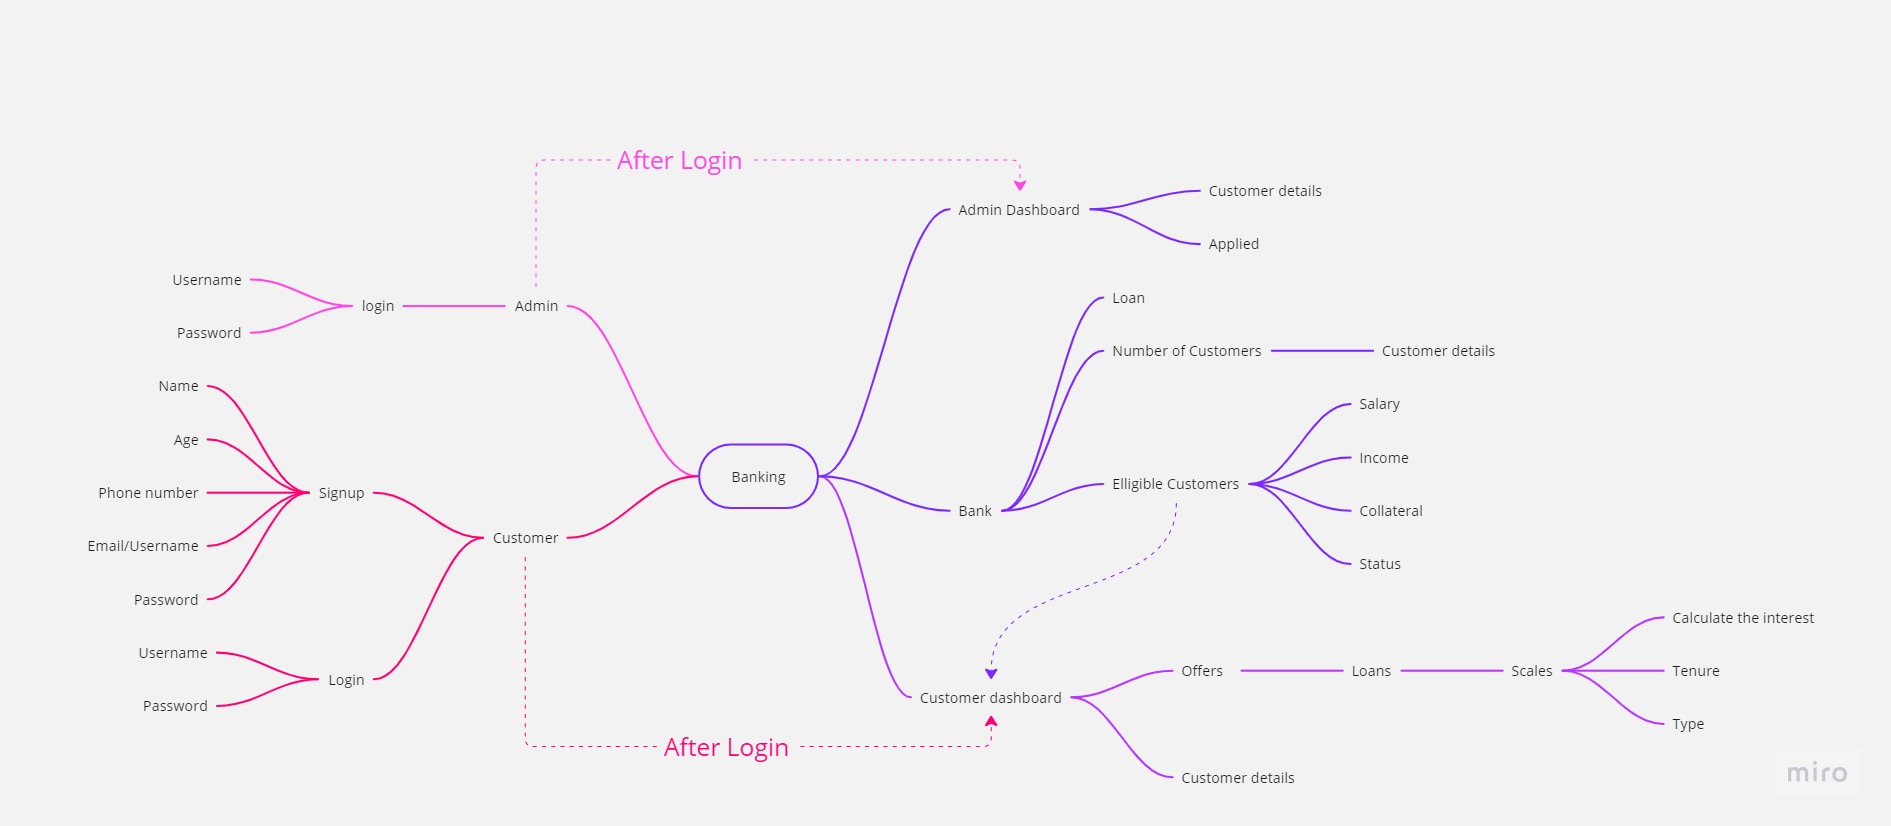 After Login
Customer details
Admin Dashboard
Applied
Username
login
Admin
Password
Loan
Number of Customers
Customer details
Name
Age
Phone number
Signup
Email/Username
Password
Customer
Username
Login
Password
Banking
Bank
Elligible Customers
Salary
Income
Collateral
Status
Customer dashboard
Offers
Loans
Scales
Calculate the interest
Tenure
Type
Customer details
After Login
miro